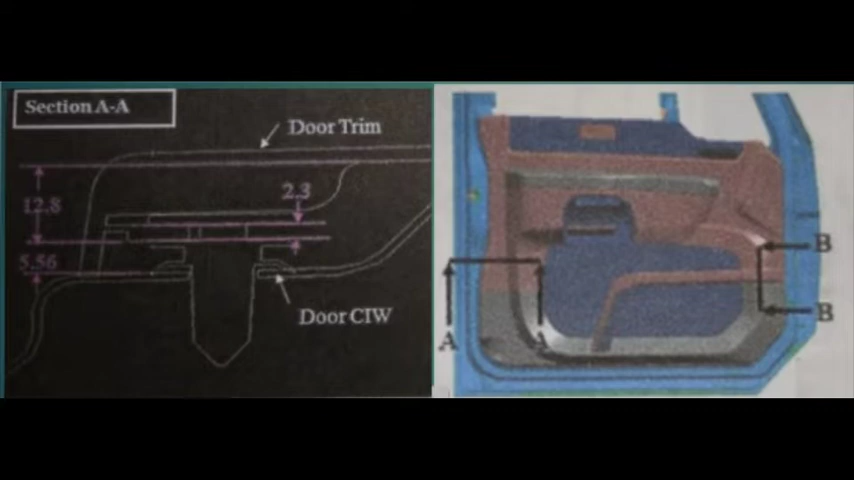 Section A-A
Door Trim
2.3
12.8
5.56
Door CIW
B
B
A
A